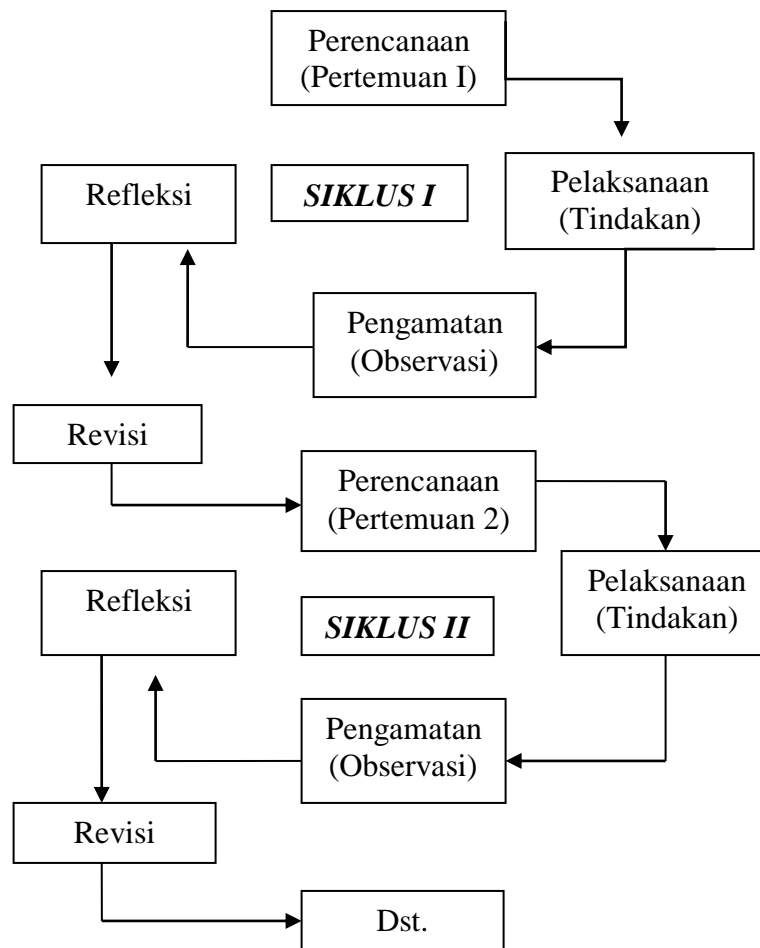 Perencanaan
(Pertemuan I)
Refleksi
SIKLUS I
Pelaksanaan
(Tindakan)
Pengamatan
(Observasi)
Revisi
Perencanaan
(Pertemuan 2)
Refleksi
SIKLUS II
Pelaksanaan
(Tindakan)
Pengamatan
(Observasi)
Revisi
Dst.